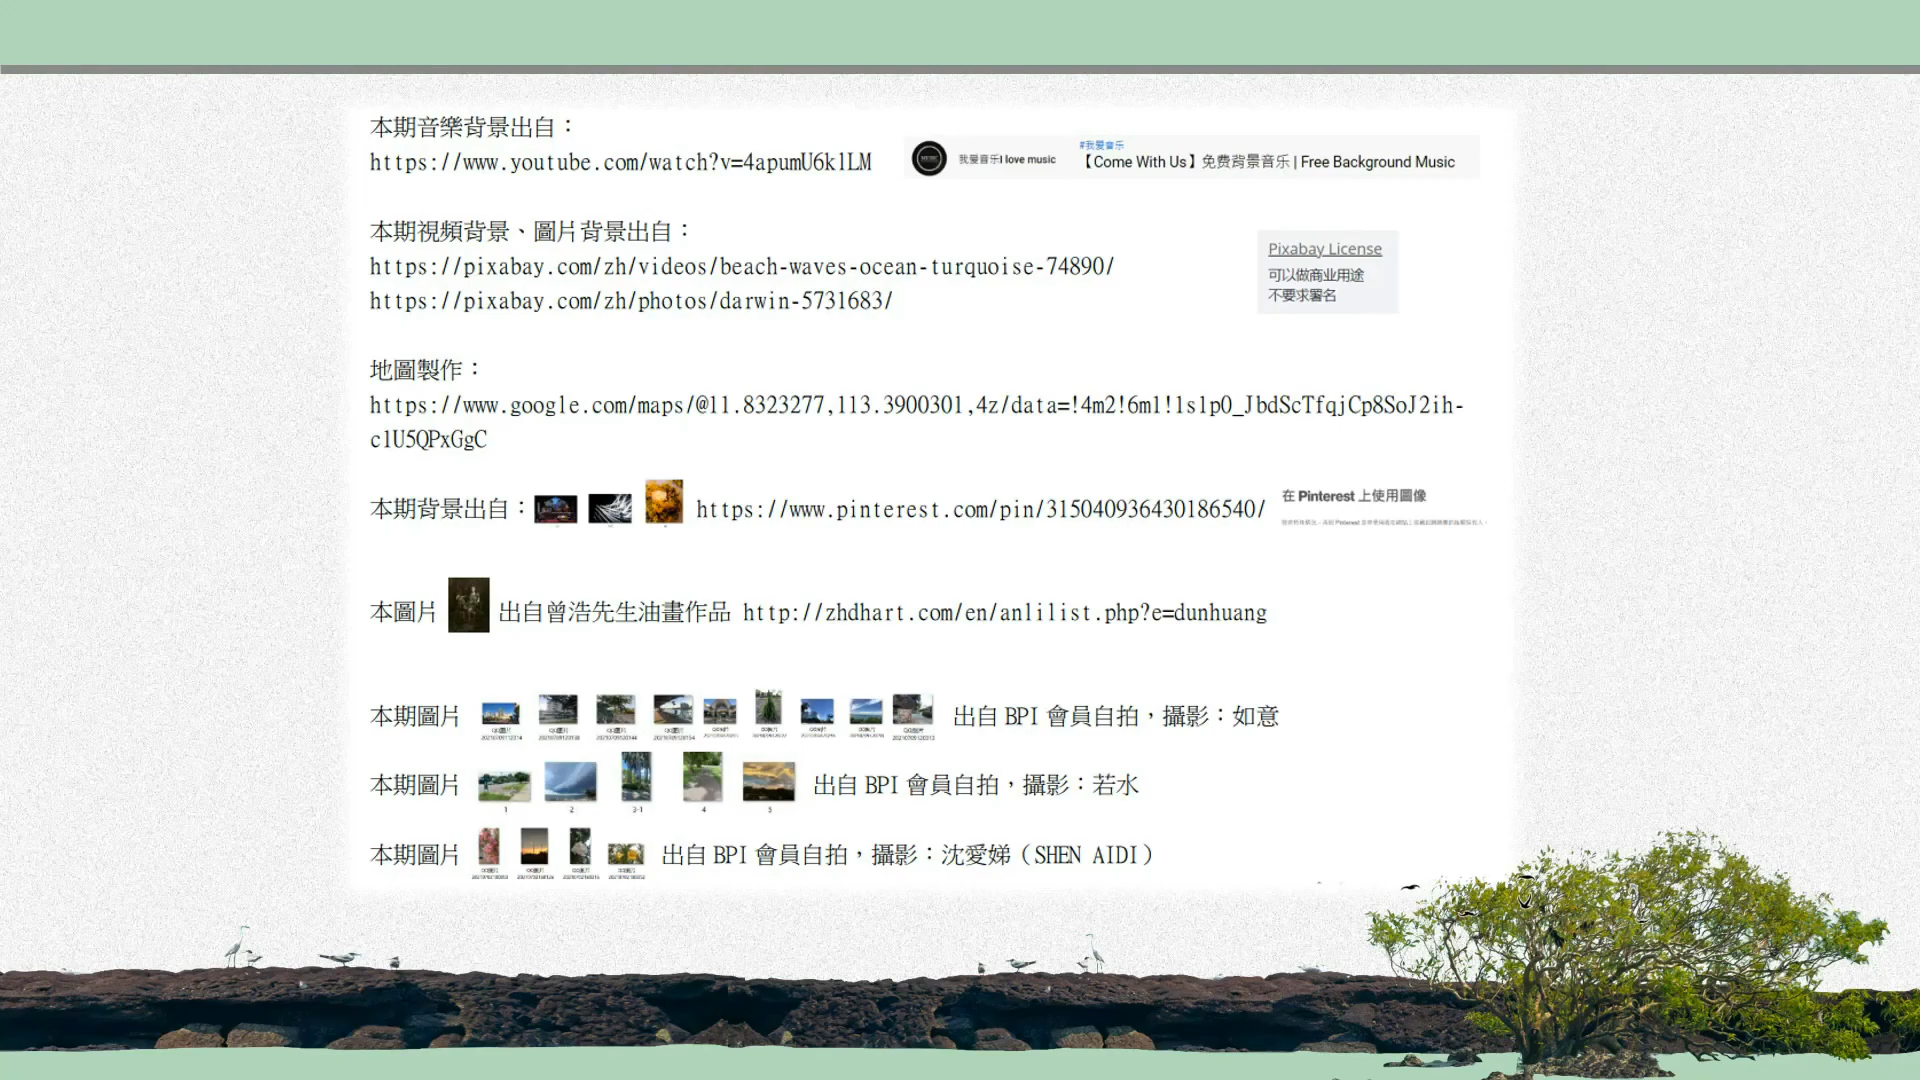 本期音樂背景出自：
https://www.youtube.com/watch?v=4apumU6k1LM
我爱音乐I love music
#我爱音乐
【Come With Us】免费背景音乐 | Free Background Music
本期視頻背景、圖片背景出自：
https://pixabay.com/zh/videos/beach-waves-ocean-turquoise-74890/
https://pixabay.com/zh/photos/darwin-5731683/
Pixabay License
可以做商业用途
不要求署名
地圖製作：
https://www.google.com/maps/@11.8323277,113.3900301,4z/data=!4m2!6m1!1s1p0_JbdScTfqjCp8SoJ2ih-
c1U5QPxGgC
本期背景出自： https://www.pinterest.com/pin/315040936430186540/
在 Pinterest 上使用圖像
本圖片 出自曾浩先生油畫作品 http://zhdhart.com/en/anlilist.php?e=dunhuang
本期圖片 出自 BPI 會員自拍，攝影：如意
本期圖片 出自 BPI 會員自拍，攝影：若水
1 2 3-1 4 5
本期圖片 出自 BPI 會員自拍，攝影：沈愛娣（SHEN AIDI）